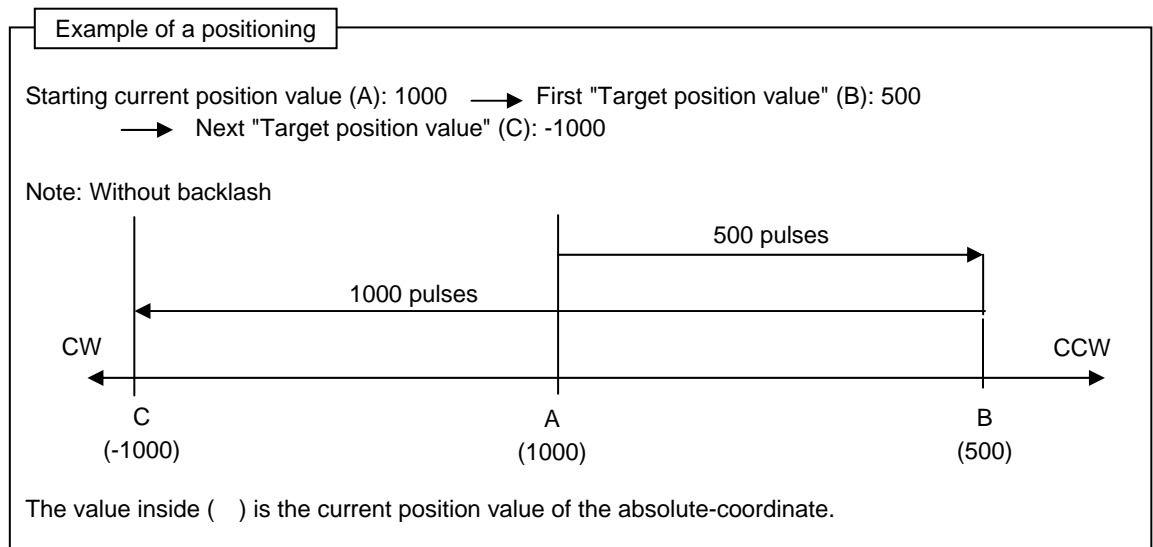 Example of a positioning
Starting current position value (A): 1000 → First "Target position value" (B): 500
→ Next "Target position value" (C): -1000
Note: Without backlash
500 pulses
1000 pulses
CW
CCW
C
A
B
(-1000)
(1000)
(500)
The value inside (   ) is the current position value of the absolute-coordinate.